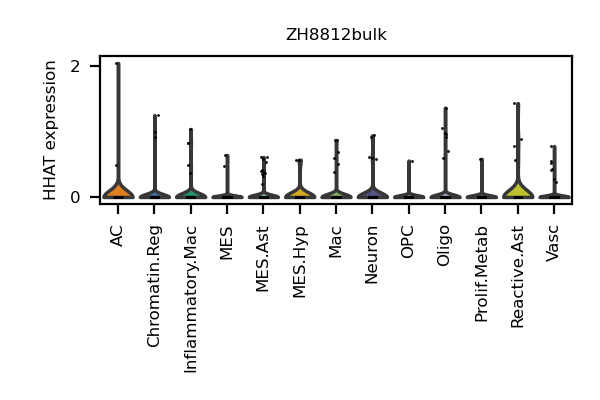 ZH8812bulk
HHAT expression
2
0
AC
Chromatin.Reg
Inflammatory.Mac
MES
MES.Ast
MES.Hyp
Mac
Neuron
OPC
Oligo
Prolif.Metab
Reactive.Ast
Vasc